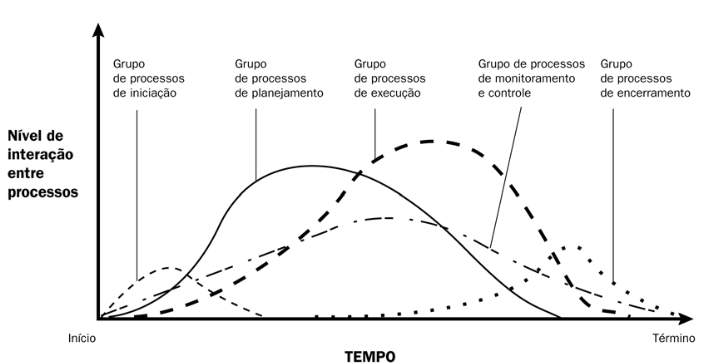 Grupo
de processos
de iniciação
Grupo
de processos
de planejamento
Grupo
de processos
de execução
Grupo de processos
de monitoramento
e controle
Grupo
de processos
de encerramento
Nível de
interação
entre
processos
Início
Término
TEMPO